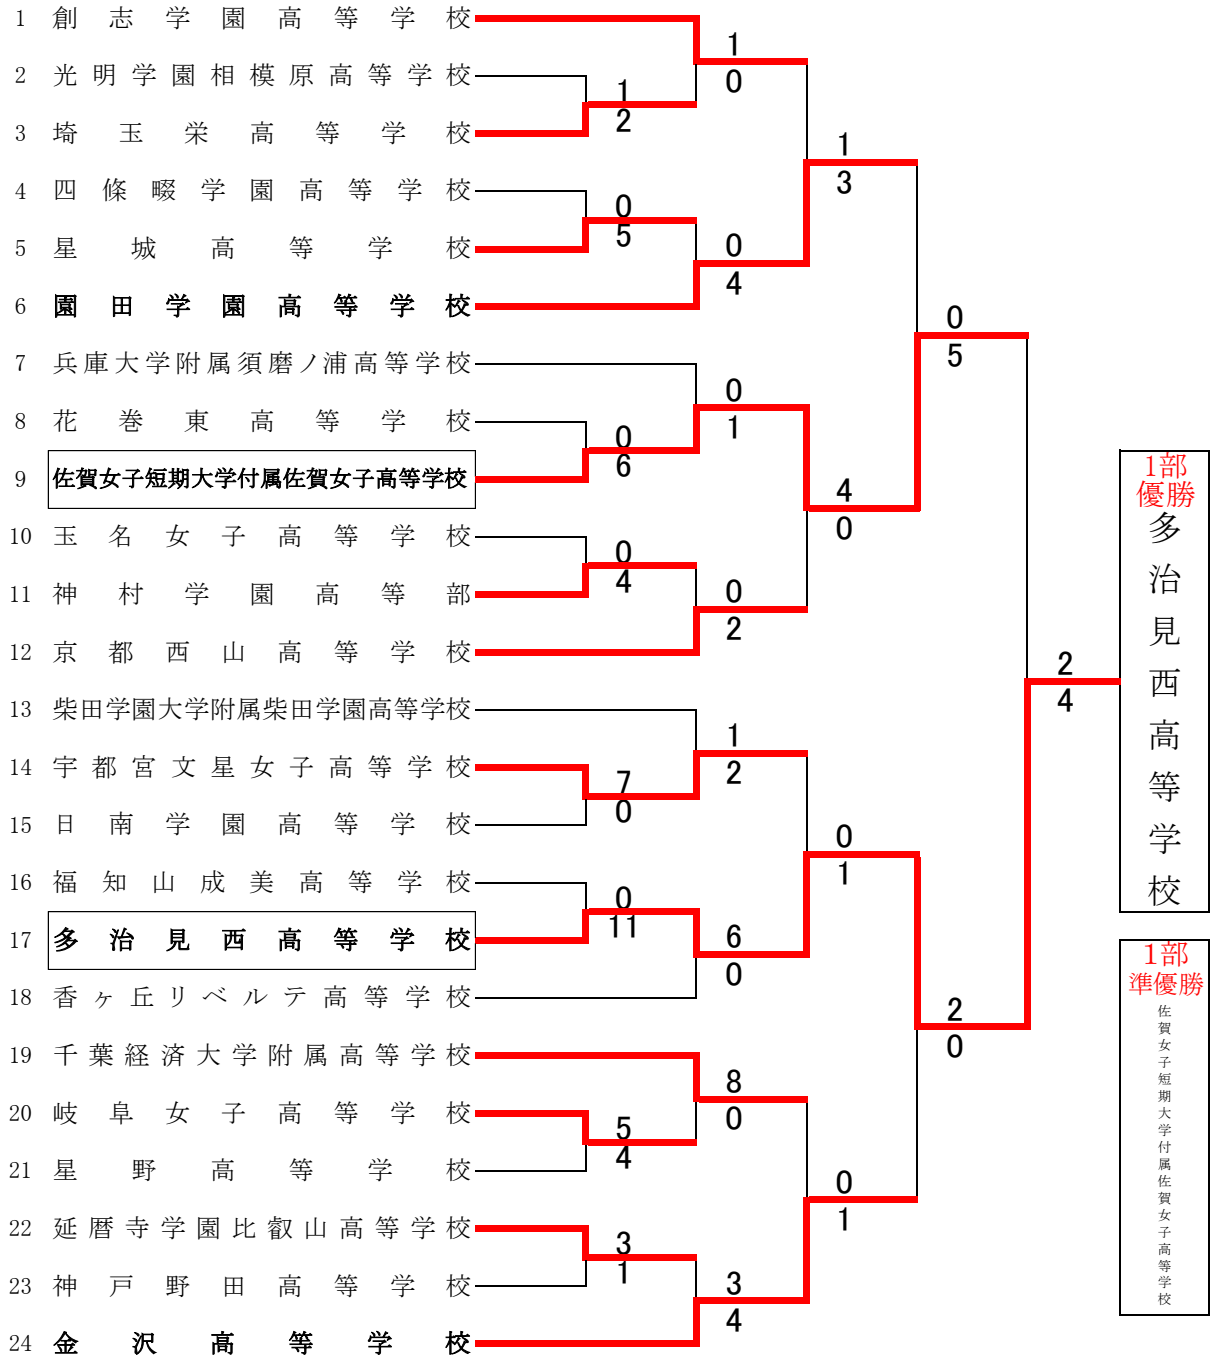 1 創志学園高等学校
2 光明学園相模原高等学校
3 埼玉栄高等学校
4 四條畷学園高等学校
5 星城高等学校
6 園田学園高等学校
7 兵庫大学附属須磨ノ浦高等学校
8 花巻東高等学校
9 佐賀女子短期大学付属佐賀女子高等学校
10 玉名女子高等学校
11 神村学園高等部
12 京都西山高等学校
13 柴田学園大学附属柴田学園高等学校
14 宇都宮文星女子高等学校
15 日南学園高等学校
16 福知山成美高等学校
17 多治見西高等学校
18 香ヶ丘リベルテ高等学校
19 千葉経済大学附属高等学校
20 岐阜女子高等学校
21 星野高等学校
22 延暦寺学園比叡山高等学校
23 神戸野田高等学校
24 金沢高等学校
1
2
0
5
0
6
0
4
7
0
0
11
5
4
3
1
1
0
0
4
0
1
0
2
1
2
6
0
8
0
3
4
1
3
4
0
0
1
0
1
0
5
2
0
2
4
1部
優勝
多治見西高等学校
1部
準優勝
佐賀女子短期大学付属佐賀女子高等学校